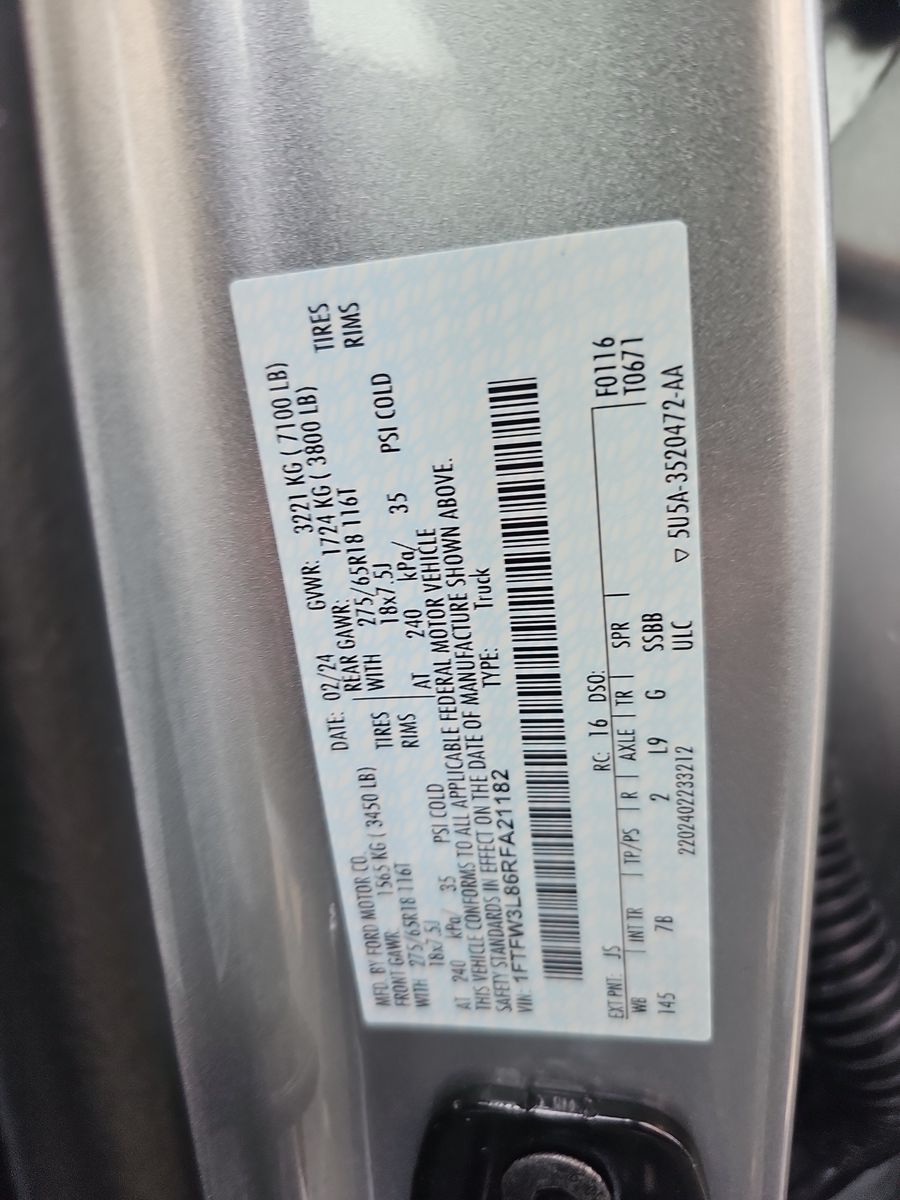 MFD. BY FORD MOTOR CO. DATE: 02/24 GVWR: 3221 KG ( 7100 LB)
FRONT GAWR: 1565 KG ( 3450 LB) REAR GAWR: 1724 KG ( 3800 LB)
WITH 275/65R18 116T TIRES WITH 275/65R18 116T TIRES
18x7.5J RIMS 18x7.5J RIMS
AT 240 kPa/ 35 PSI COLD AT 240 kPa/ 35 PSI COLD
THIS VEHICLE CONFORMS TO ALL APPLICABLE FEDERAL MOTOR VEHICLE
SAFETY STANDARDS IN EFFECT ON THE DATE OF MANUFACTURE SHOWN ABOVE.
VIN: 1FTFW3L86RFA21182 TYPE: Truck
EXT PNT: JS RC: 16 DSO: F0116
WB INT TR TP/PS R AXLE TR SPR T0671
145 7B 2 L9 G SSBB
2202402233212 ULC ▽ 5U5A-3520472-AA